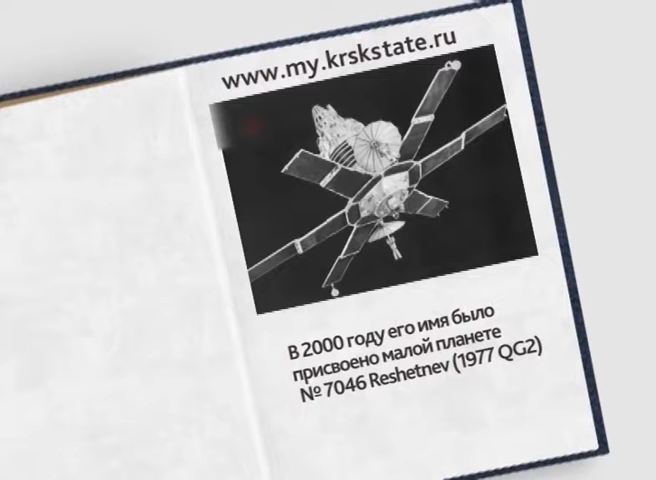 www.my.krskstate.ru
В 2000 году его имя было
присвоено малой планете
№ 7046 Reshetnev (1977 QG2)